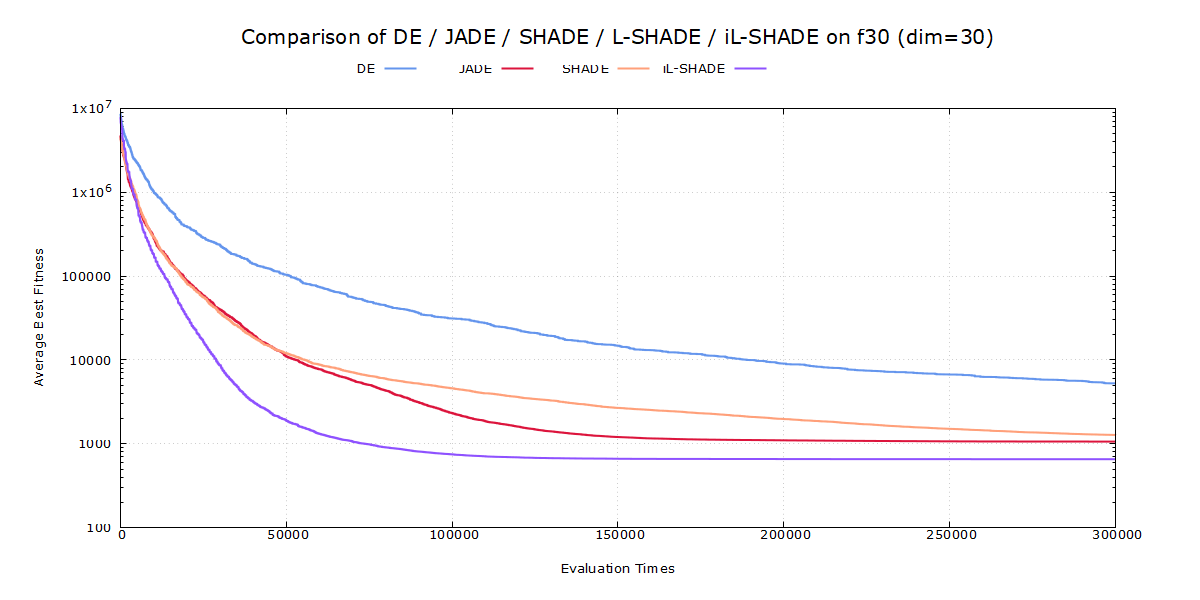 Comparison of DE / JADE / SHADE / L-SHADE / iL-SHADE on f30 (dim=30)
DE JADE SHADE iL-SHADE
1x10^7
1x10^6
100000
10000
1000
100
Average Best Fitness
0 50000 100000 150000 200000 250000 300000
Evaluation Times